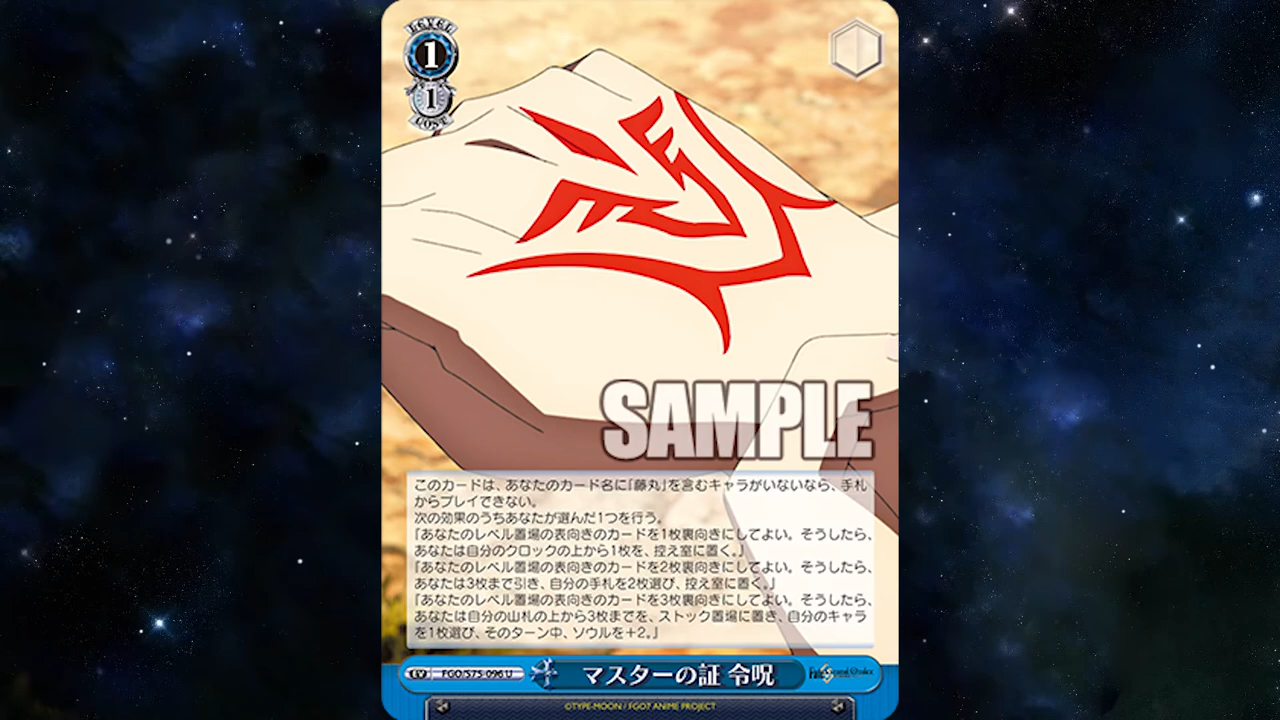 LEVEL
1
1
COST
SAMPLE
このカードは、あなたのカード名に「藤丸」を含むキャラがいないなら、手札
からプレイできない。
次の効果のうちあなたが選んだ1つを行う。
『あなたのレベル置場の表向きのカードを1枚裏向きにしてよい。そうしたら、
あなたは自分のクロックの上から1枚を、控え室に置く。』
『あなたのレベル置場の表向きのカードを2枚裏向きにしてよい。そうしたら、
あなたは3枚まで引き、自分の手札を2枚選び、控え室に置く。』
『あなたのレベル置場の表向きのカードを3枚裏向きにしてよい。そうしたら、
あなたは自分の山札の上から3枚までを、ストック置場に置き、自分のキャラ
を1枚選び、そのターン中、ソウルを＋2。』
EV FGO/S75-096 U マスターの証 令呪 Fate Grand Order
©TYPE-MOON / FGO7 ANIME PROJECT